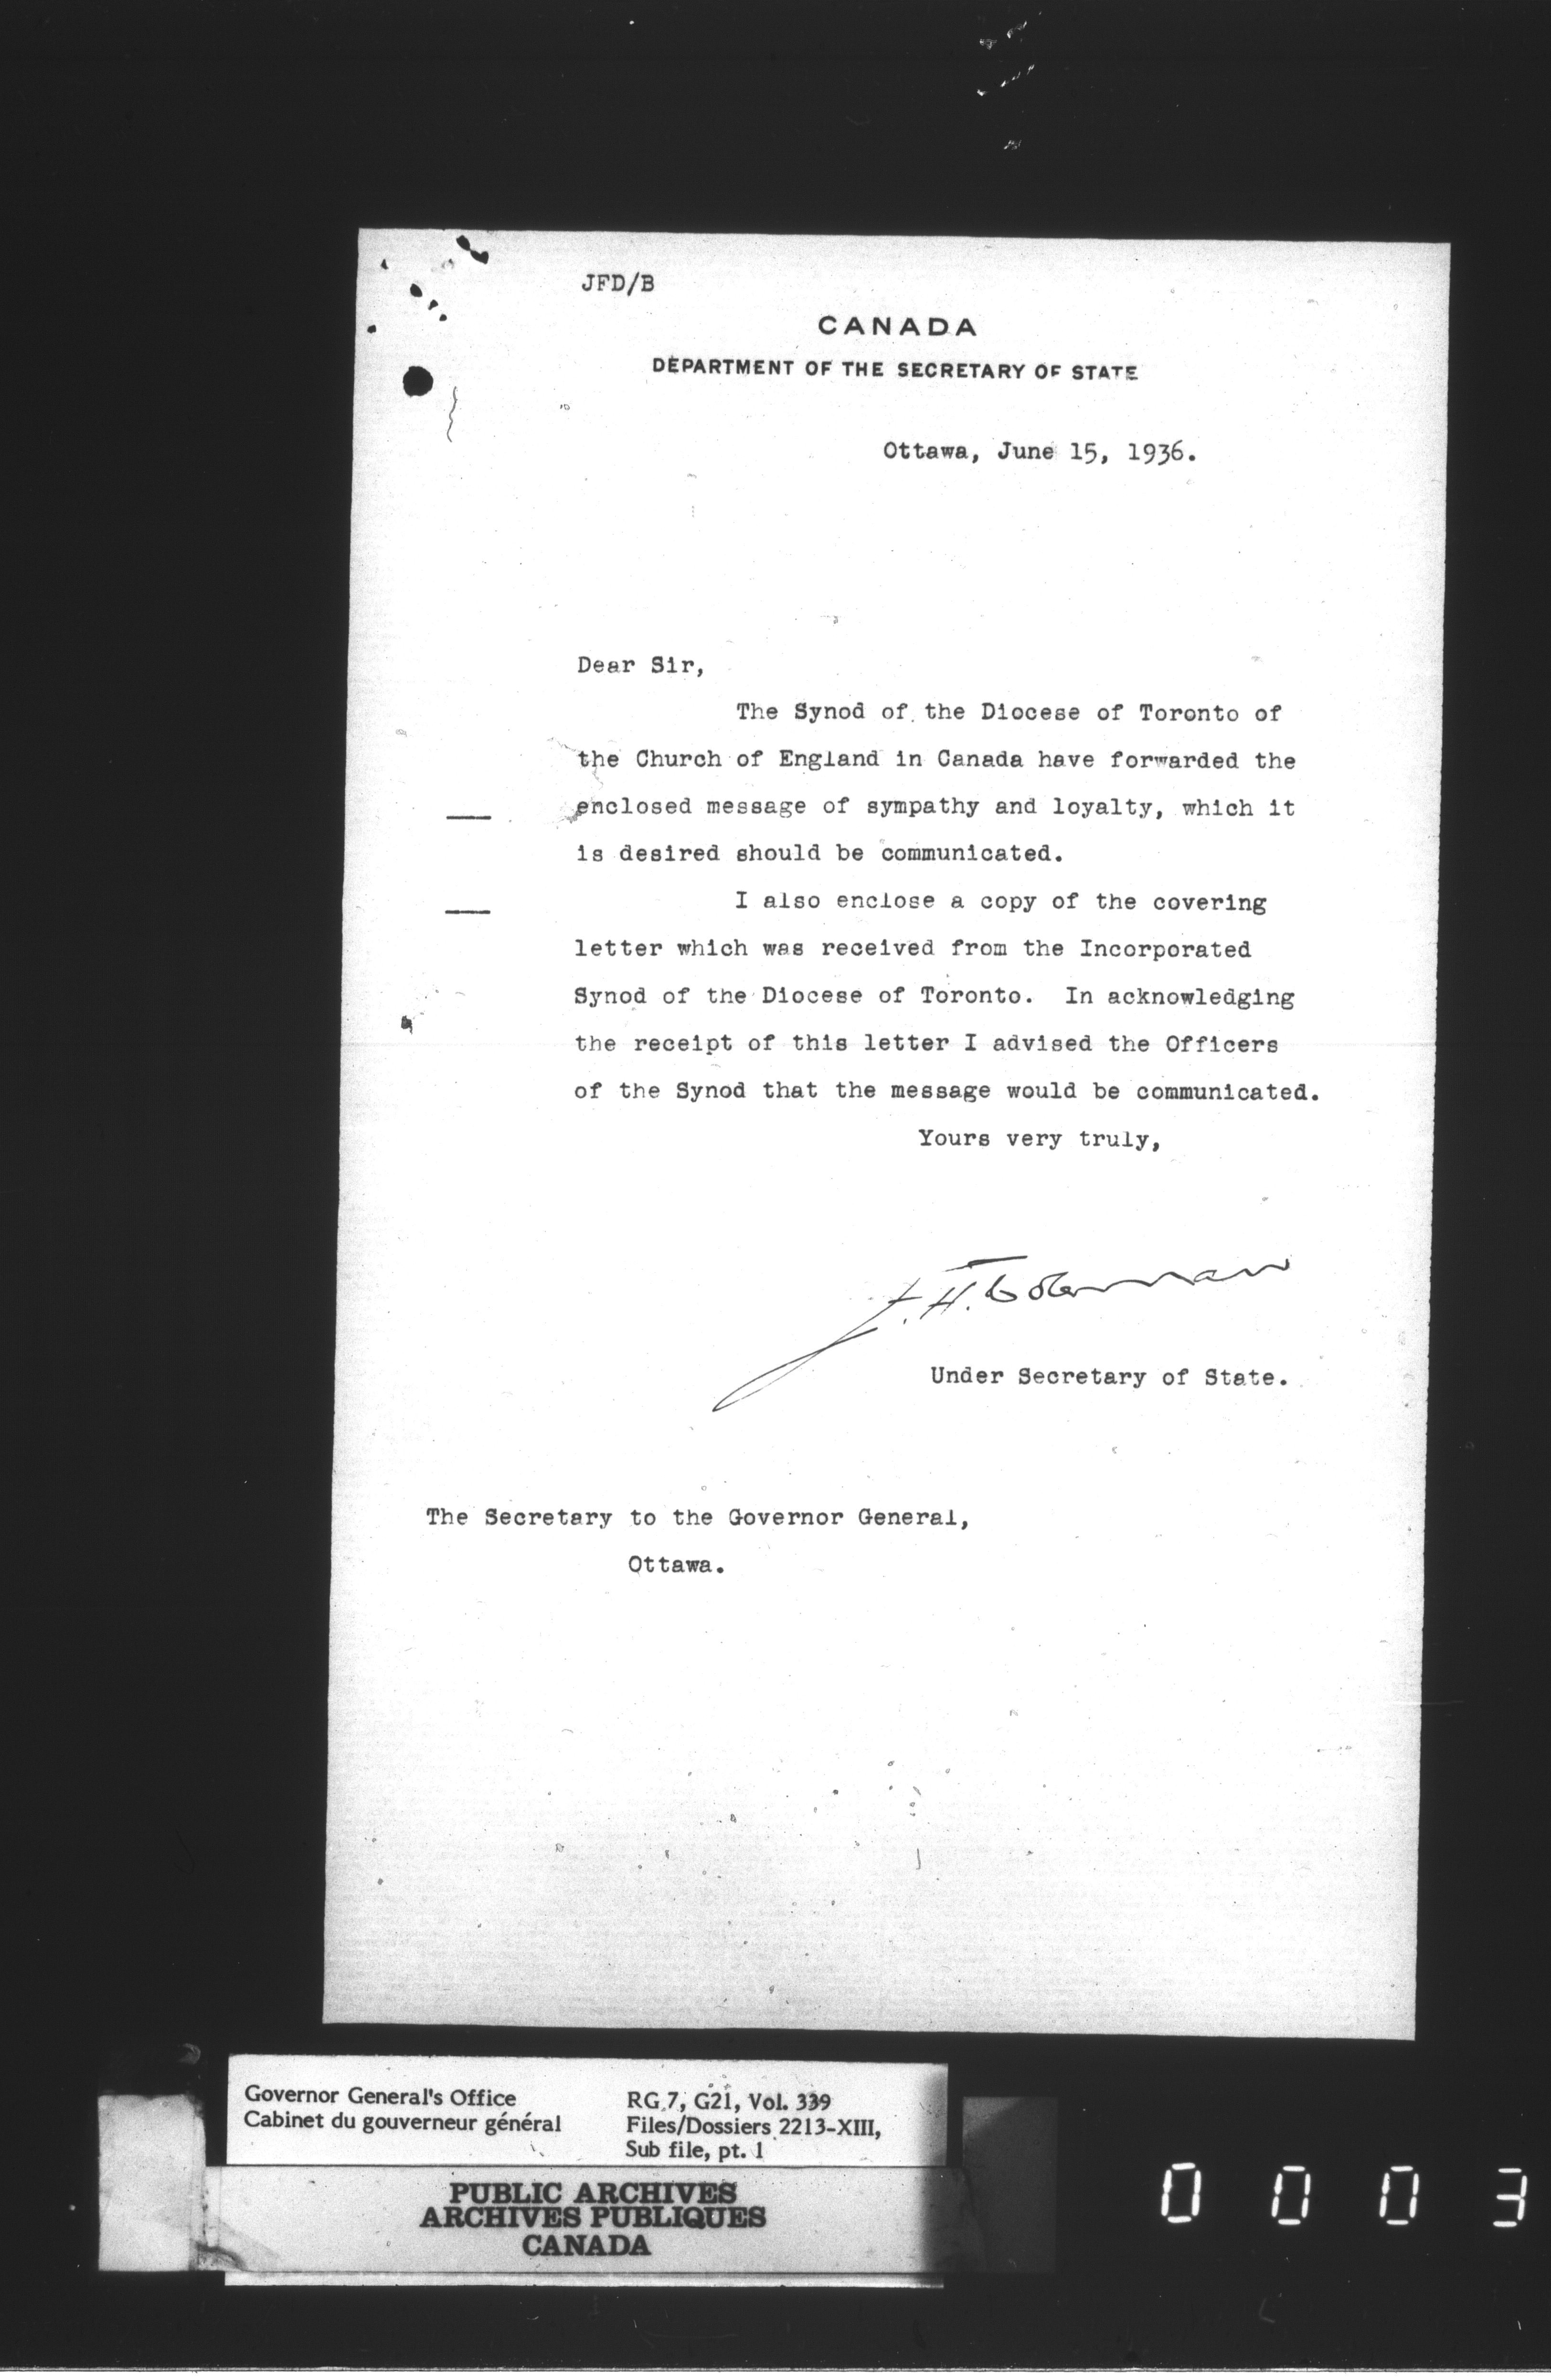 JFD/B
CANADA
DEPARTMENT OF THE SECRETARY OF STATE
Ottawa, June 15, 1936.
Dear Sir,
The Synod of the Diocese of Toronto of
the Church of England in Canada have forwarded the
enclosed message of sympathy and loyalty, which it
is desired should be communicated.
I also enclose a copy of the covering
letter which was received from the Incorporated
Synod of the Diocese of Toronto. In acknowledging
the receipt of this letter I advised the Officers
of the Synod that the message would be communicated.
Yours very truly,
Under Secretary of State.
The Secretary to the Governor General,
Ottawa.
Governor General's Office
Cabinet du gouverneur général
RG 7, G21, Vol. 339
Files/Dossiers 2213-XIII,
Sub file, pt. 1
PUBLIC ARCHIVES
ARCHIVES PUBLIQUES
CANADA
0 0 0 3